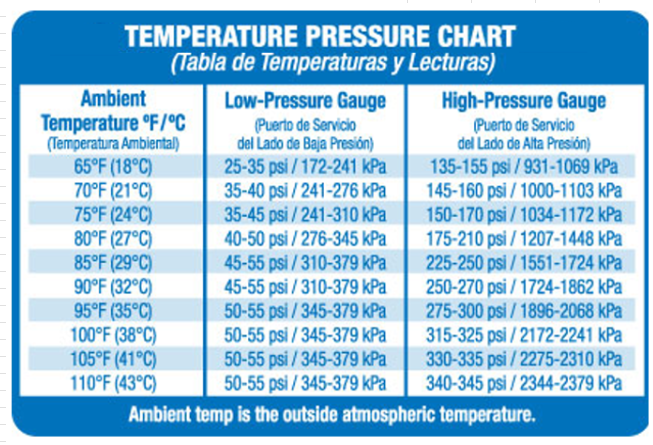 TEMPERATURE PRESSURE CHART
(Tabla de Temperaturas y Lecturas)
Ambient Temperature ºF/ºC (Temperatura Ambiental) Low-Pressure Gauge (Puerto de Servicio del Lado de Baja Presión) High-Pressure Gauge (Puerto de Servicio del Lado de Alta Presión)
65°F (18°C) 25-35 psi / 172-241 kPa 135-155 psi / 931-1069 kPa
70°F (21°C) 35-40 psi / 241-276 kPa 145-160 psi / 1000-1103 kPa
75°F (24°C) 35-45 psi / 241-310 kPa 150-170 psi / 1034-1172 kPa
80°F (27°C) 40-50 psi / 276-345 kPa 175-210 psi / 1207-1448 kPa
85°F (29°C) 45-55 psi / 310-379 kPa 225-250 psi / 1551-1724 kPa
90°F (32°C) 45-55 psi / 310-379 kPa 250-270 psi / 1724-1862 kPa
95°F (35°C) 50-55 psi / 345-379 kPa 275-300 psi / 1896-2068 kPa
100°F (38°C) 50-55 psi / 345-379 kPa 315-325 psi / 2172-2241 kPa
105°F (41°C) 50-55 psi / 345-379 kPa 330-335 psi / 2275-2310 kPa
110°F (43°C) 50-55 psi / 345-379 kPa 340-345 psi / 2344-2379 kPa
Ambient temp is the outside atmospheric temperature.